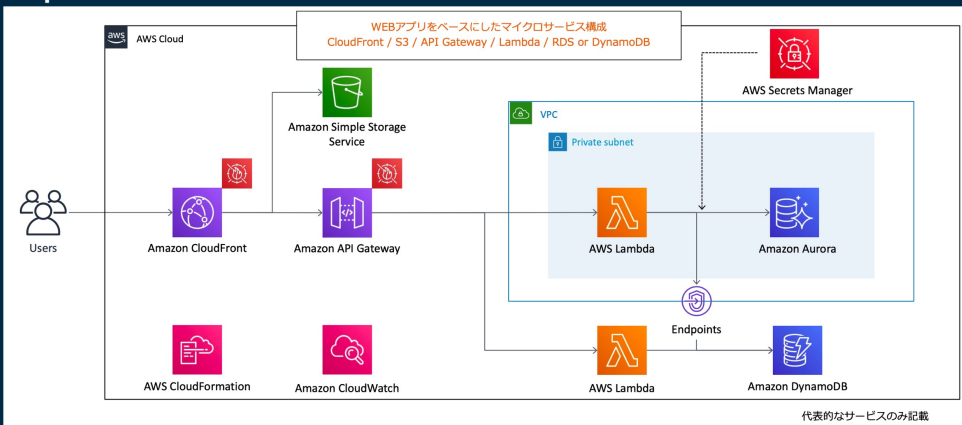 WEBアプリをベースにしたマイクロサービス構成
CloudFront / S3 / API Gateway / Lambda / RDS or DynamoDB
aws
AWS Cloud
AWS Secrets Manager
Amazon Simple Storage
Service
VPC
Private subnet
Users
Amazon CloudFront
Amazon API Gateway
AWS Lambda
Amazon Aurora
Endpoints
AWS CloudFormation
Amazon CloudWatch
AWS Lambda
Amazon DynamoDB
代表的なサービスのみ記載